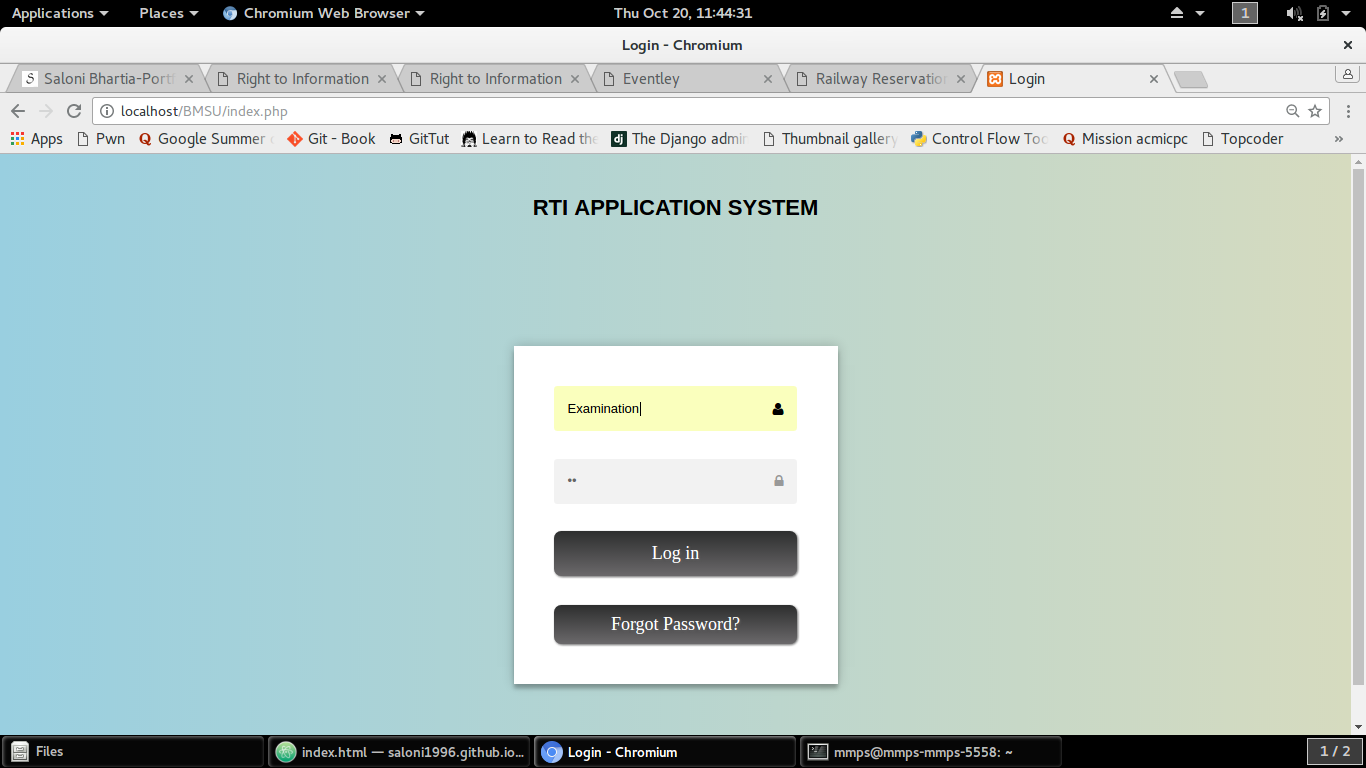 Applications Places Chromium Web Browser Thu Oct 20, 11:44:31 1
Login - Chromium
Saloni Bhartia-Portf Right to Information Right to Information Eventley Railway Reservation Login
localhost/BMSU/index.php
Apps Pwn Google Summer Git - Book GitTut Learn to Read the The Django admin Thumbnail gallery Control Flow Too Mission acmicpc Topcoder »
RTI APPLICATION SYSTEM
Examination
••
Log in
Forgot Password?
Files index.html — saloni1996.github.io… Login - Chromium mmps@mmps-mmps-5558: ~ 1 / 2